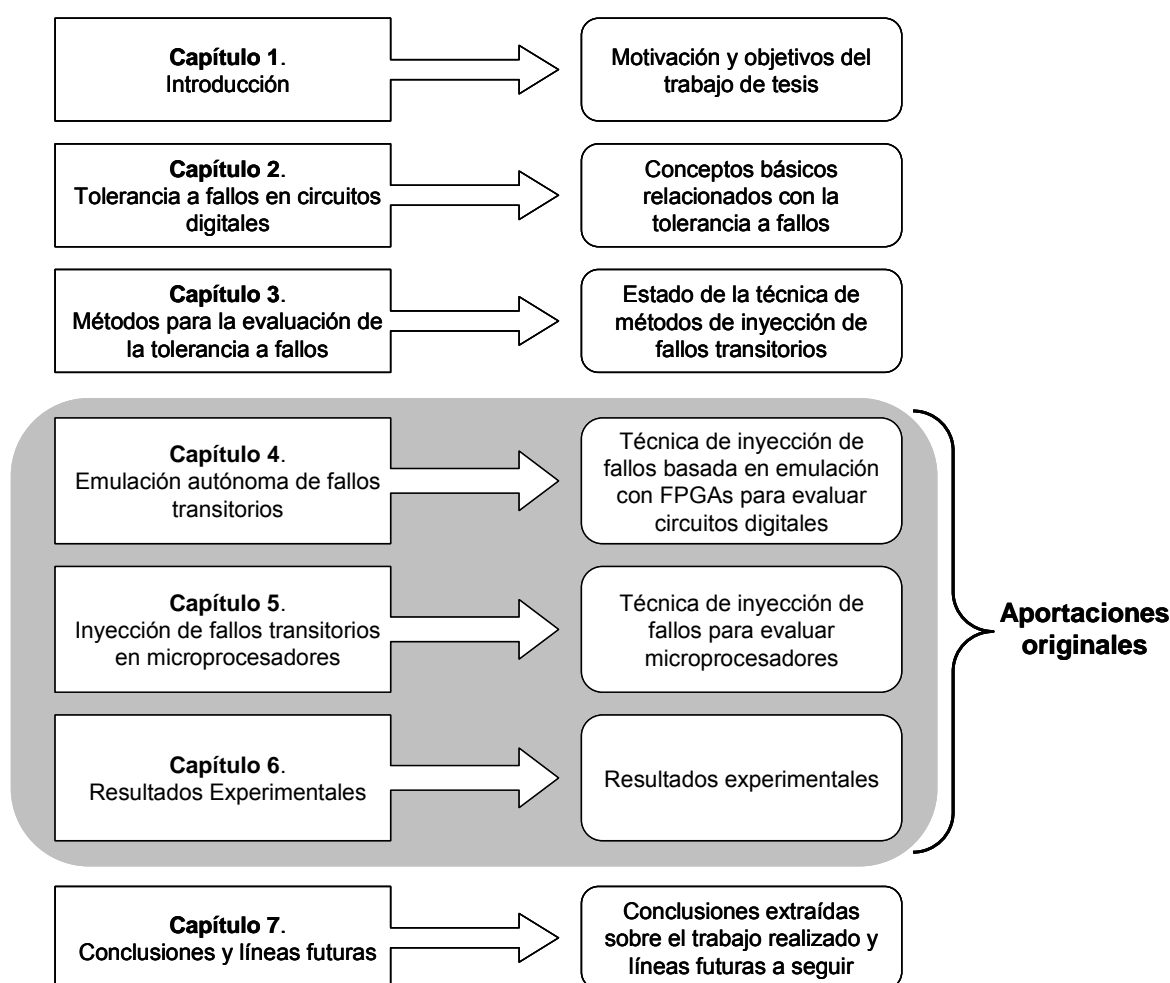 Capítulo 1.
Introducción
Motivación y objetivos del
trabajo de tesis
Capítulo 2.
Tolerancia a fallos en circuitos
digitales
Conceptos básicos
relacionados con la
tolerancia a fallos
Capítulo 3.
Métodos para la evaluación de
la tolerancia a fallos
Estado de la técnica de
métodos de inyección de
fallos transitorios
Capítulo 4.
Emulación autónoma de fallos
transitorios
Técnica de inyección de
fallos basada en emulación
con FPGAs para evaluar
circuitos digitales
Capítulo 5.
Inyección de fallos transitorios
en microprocesadores
Técnica de inyección de
fallos para evaluar
microprocesadores
Capítulo 6.
Resultados Experimentales
Resultados experimentales
Aportaciones
originales
Capítulo 7.
Conclusiones y líneas futuras
Conclusiones extraídas
sobre el trabajo realizado y
líneas futuras a seguir